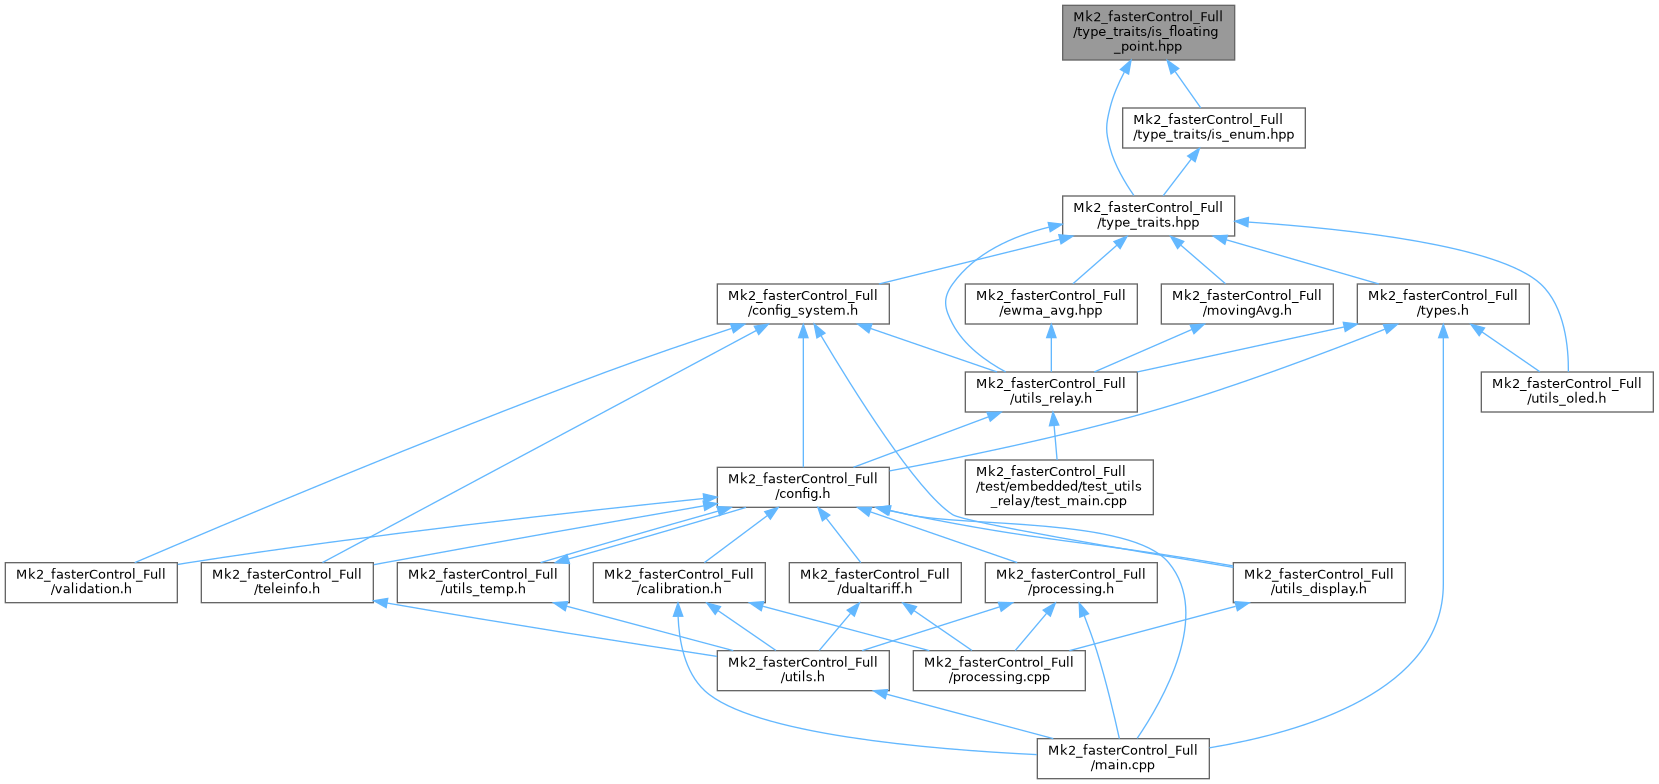 Mk2_fasterControl_Full
/type_traits/is_floating
_point.hpp
Mk2_fasterControl_Full
/type_traits/is_enum.hpp
Mk2_fasterControl_Full
/type_traits.hpp
Mk2_fasterControl_Full
/config_system.h
Mk2_fasterControl_Full
/ewma_avg.hpp
Mk2_fasterControl_Full
/movingAvg.h
Mk2_fasterControl_Full
/types.h
Mk2_fasterControl_Full
/utils_relay.h
Mk2_fasterControl_Full
/utils_oled.h
Mk2_fasterControl_Full
/config.h
Mk2_fasterControl_Full
/test/embedded/test_utils
_relay/test_main.cpp
Mk2_fasterControl_Full
/validation.h
Mk2_fasterControl_Full
/teleinfo.h
Mk2_fasterControl_Full
/utils_temp.h
Mk2_fasterControl_Full
/calibration.h
Mk2_fasterControl_Full
/dualtariff.h
Mk2_fasterControl_Full
/processing.h
Mk2_fasterControl_Full
/utils_display.h
Mk2_fasterControl_Full
/utils.h
Mk2_fasterControl_Full
/processing.cpp
Mk2_fasterControl_Full
/main.cpp